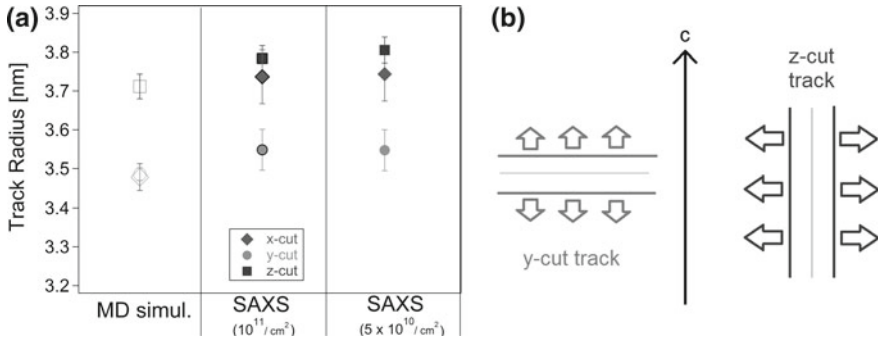 (a)
Track Radius [nm]
3.9
3.8
3.7
3.6
3.5
3.4
3.3
3.2
x-cut
y-cut
z-cut
MD simul.
SAXS
(10¹¹/cm²)
SAXS
(5 x 10¹⁰/cm²)
(b)
c
z-cut
track
y-cut track